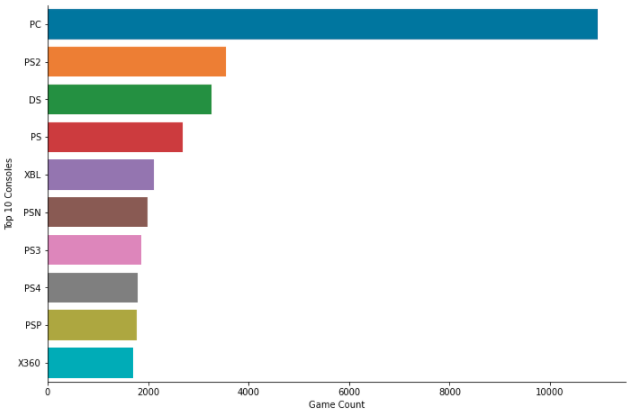 PC
PS2
DS
PS
XBL
PSN
PS3
PS4
PSP
X360
Top 10 Consoles
0 2000 4000 6000 8000 10000
Game Count